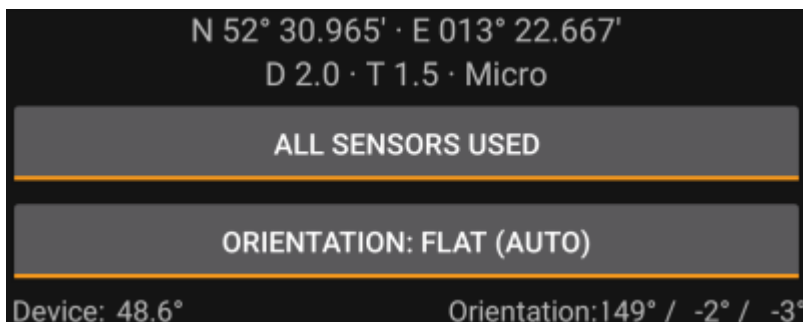 N 52° 30.965' · E 013° 22.667'
D 2.0 · T 1.5 · Micro
ALL SENSORS USED
ORIENTATION: FLAT (AUTO)
Device: 48.6° Orientation:149° / -2° / -3°